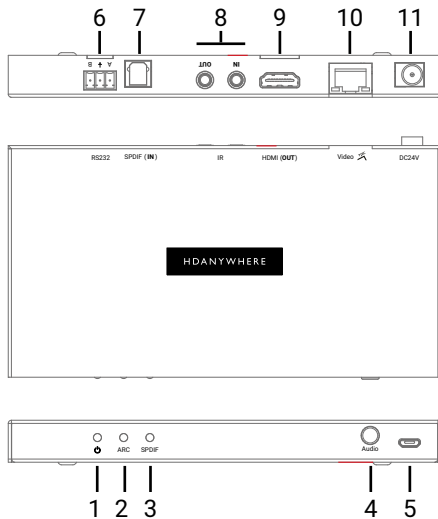 6 7 8 9 10 11
B A OUT IN
RS232 SPDIF (IN) IR HDMI (OUT) Video DC24V
HDANYWHERE
ARC SPDIF Audio
1 2 3 4 5